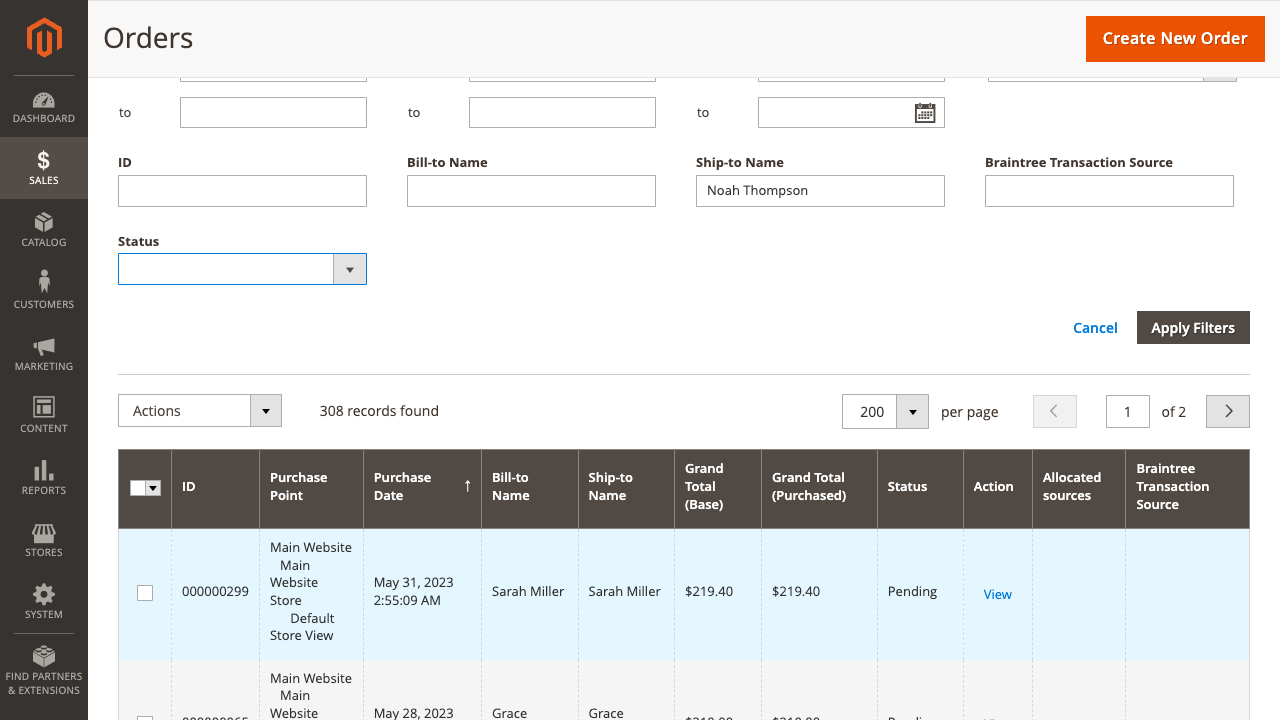 Orders
Create New Order
DASHBOARD
SALES
CATALOG
CUSTOMERS
MARKETING
CONTENT
REPORTS
STORES
SYSTEM
FIND PARTNERS
& EXTENSIONS
to to to
ID Bill-to Name Ship-to Name Braintree Transaction Source
Noah Thompson
Status
Cancel Apply Filters
Actions 308 records found 200 per page 1 of 2
ID Purchase Point Purchase Date ↑ Bill-to Name Ship-to Name Grand Total (Base) Grand Total (Purchased) Status Action Allocated sources Braintree Transaction Source
000000299 Main Website Main Website Store Default Store View May 31, 2023 2:55:09 AM Sarah Miller Sarah Miller $219.40 $219.40 Pending View
Main Website Main Website May 28, 2023 Grace Grace